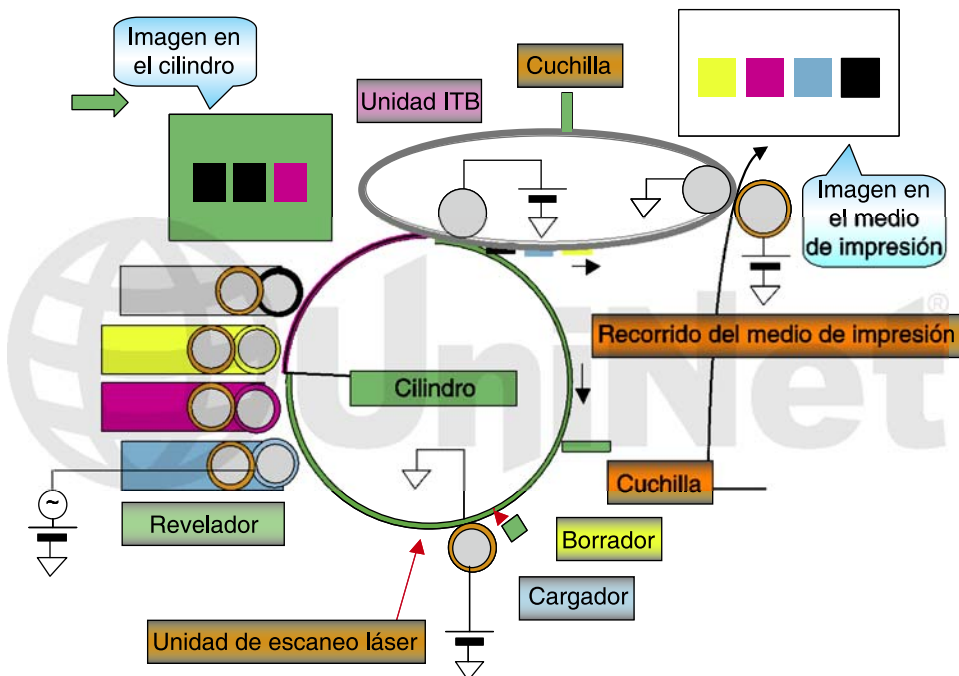 Imagen en
el cilindro
Unidad ITB
Cuchilla
Imagen en
el medio
de impresión
Recorrido del medio de impresión
Cilindro
Cuchilla
Revelador
Borrador
Cargador
Unidad de escaneo láser
~
UniNet®